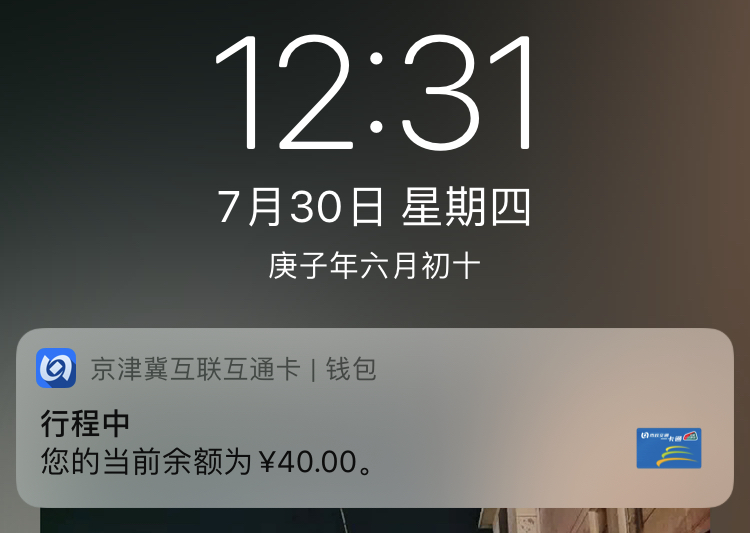 12:31
7月30日 星期四
庚子年六月初十
京津冀互联互通卡 | 钱包
行程中
您的当前余额为¥40.00。